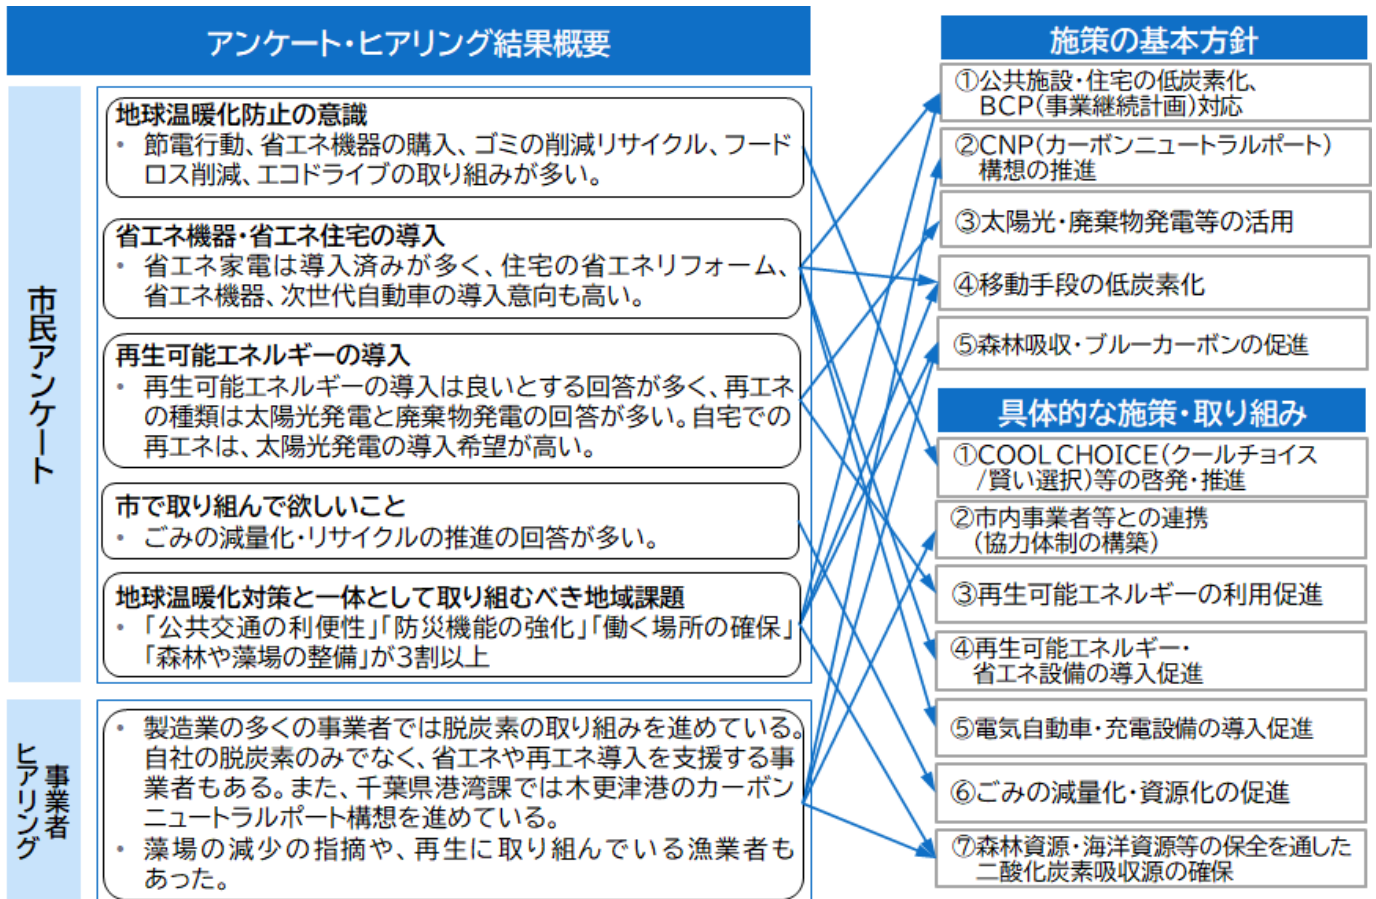 アンケート・ヒアリング結果概要
市民アンケート
地球温暖化防止の意識
• 節電行動、省エネ機器の購入、ゴミの削減リサイクル、フード
ロス削減、エコドライブの取り組みが多い。
省エネ機器・省エネ住宅の導入
• 省エネ家電は導入済みが多く、住宅の省エネリフォーム、
省エネ機器、次世代自動車の導入意向も高い。
再生可能エネルギーの導入
• 再生可能エネルギーの導入は良いとする回答が多く、再エネ
の種類は太陽光発電と廃棄物発電の回答が多い。自宅での
再エネは、太陽光発電の導入希望が高い。
市で取り組んで欲しいこと
• ごみの減量化・リサイクルの推進の回答が多い。
地球温暖化対策と一体として取り組むべき地域課題
• 「公共交通の利便性」「防災機能の強化」「働く場所の確保」
「森林や藻場の整備」が3割以上
事業者
ヒアリング
• 製造業の多くの事業者では脱炭素の取り組みを進めている。
自社の脱炭素のみでなく、省エネや再エネ導入を支援する事
業者もある。また、千葉県港湾課では木更津港のカーボン
ニュートラルポート構想を進めている。
• 藻場の減少の指摘や、再生に取り組んでいる漁業者も
あった。
施策の基本方針
①公共施設・住宅の低炭素化、
BCP(事業継続計画)対応
②CNP(カーボンニュートラルポート)
構想の推進
③太陽光・廃棄物発電等の活用
④移動手段の低炭素化
⑤森林吸収・ブルーカーボンの促進
具体的な施策・取り組み
①COOL CHOICE(クールチョイス
/賢い選択)等の啓発・推進
②市内事業者等との連携
(協力体制の構築)
③再生可能エネルギーの利用促進
④再生可能エネルギー・
省エネ設備の導入促進
⑤電気自動車・充電設備の導入促進
⑥ごみの減量化・資源化の促進
⑦森林資源・海洋資源等の保全を通した
二酸化炭素吸収源の確保